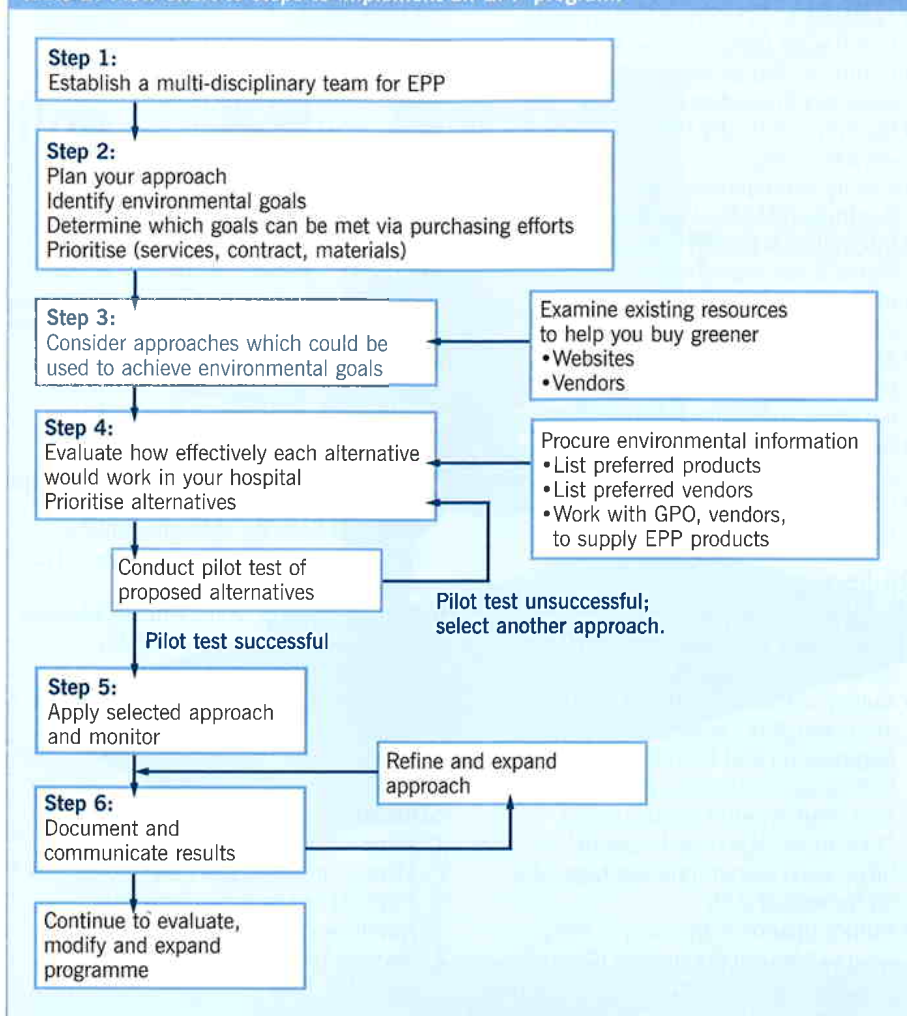 Step 1:
Establish a multi-disciplinary team for EPP
Step 2:
Plan your approach
Identify environmental goals
Determine which goals can be met via purchasing efforts
Prioritise (services, contract, materials)
Step 3:
Consider approaches which could be
used to achieve environmental goals
Examine existing resources
to help you buy greener
•Websites
•Vendors
Step 4:
Evaluate how effectively each alternative
would work in your hospital
Prioritise alternatives
Procure environmental information
•List preferred products
•List preferred vendors
•Work with GPO, vendors,
to supply EPP products
Conduct pilot test of
proposed alternatives
Pilot test unsuccessful;
select another approach.
Pilot test successful
Step 5:
Apply selected approach
and monitor
Refine and expand
approach
Step 6:
Document and
communicate results
Continue to evaluate,
modify and expand
programme